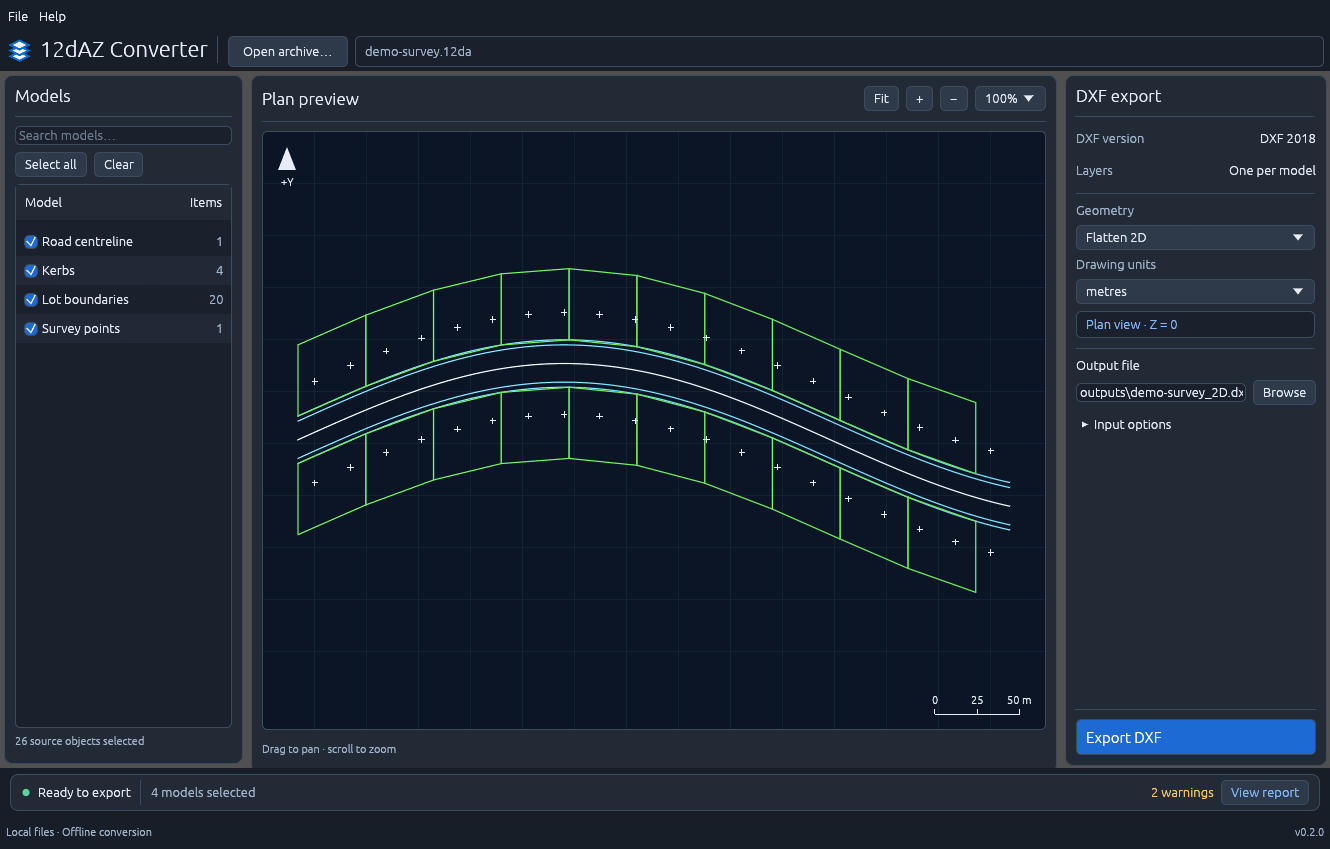 File Help
12dAZ Converter
Open archive…
demo-survey.12da
Models
Search models…
Select all Clear
Model Items
Road centreline 1
Kerbs 4
Lot boundaries 20
Survey points 1
26 source objects selected
Plan preview
Fit + − 100%
+Y
0 25 50 m
Drag to pan · scroll to zoom
DXF export
DXF version DXF 2018
Layers One per model
Geometry
Flatten 2D
Drawing units
metres
Plan view · Z = 0
Output file
outputs\demo-survey_2D.dx
Browse
Input options
Export DXF
Ready to export 4 models selected
2 warnings View report
Local files · Offline conversion
v0.2.0